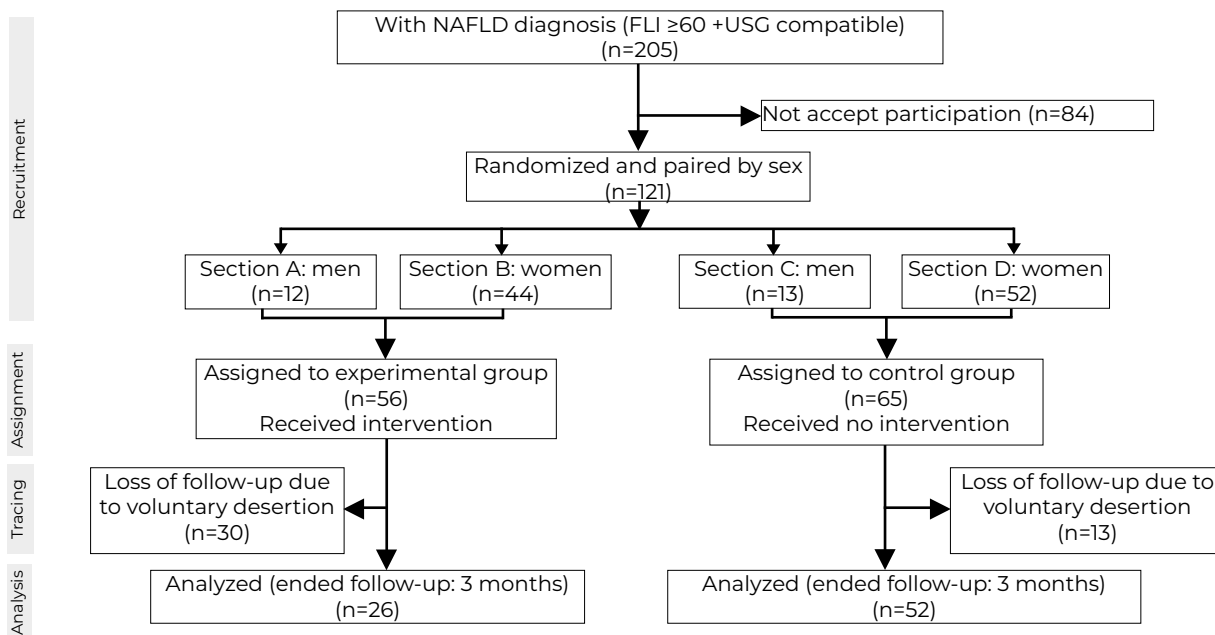 With NAFLD diagnosis (FLI ≥60 +USG compatible)
(n=205)
Not accept participation (n=84)
Recruitment
Randomized and paired by sex
(n=121)
Section A: men
(n=12)
Section B: women
(n=44)
Section C: men
(n=13)
Section D: women
(n=52)
Assignment
Assigned to experimental group
(n=56)
Received intervention
Assigned to control group
(n=65)
Received no intervention
Tracing
Loss of follow-up due
to voluntary desertion
(n=30)
Loss of follow-up due to
voluntary desertion
(n=13)
Analysis
Analyzed (ended follow-up: 3 months)
(n=26)
Analyzed (ended follow-up: 3 months)
(n=52)